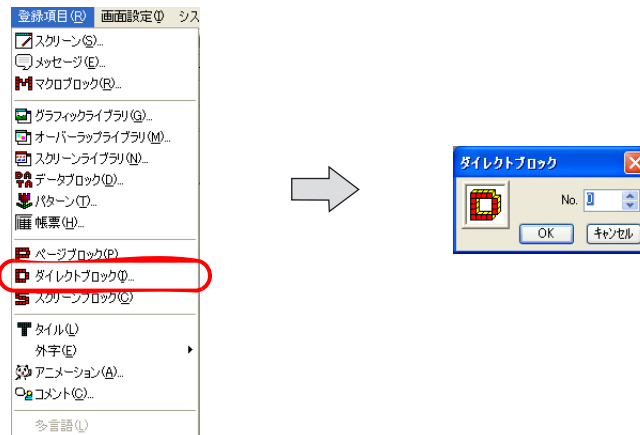 登録項目(R) 画面設定(I) シス
スクリーン(S)...
メッセージ(E)...
マクロブロック(R)...
グラフィックライブラリ(G)...
オーバーラップライブラリ(M)...
スクリーンライブラリ(N)...
データブロック(D)...
パターン(T)...
帳票(H)...
ページブロック(P)
ダイレクトブロック(I)...
スクリーンブロック(C)
タイル(L)
外字(E)
アニメーション(A)...
コメント(C)...
多言語(L)
ダイレクトブロック
No. 0
OK キャンセル